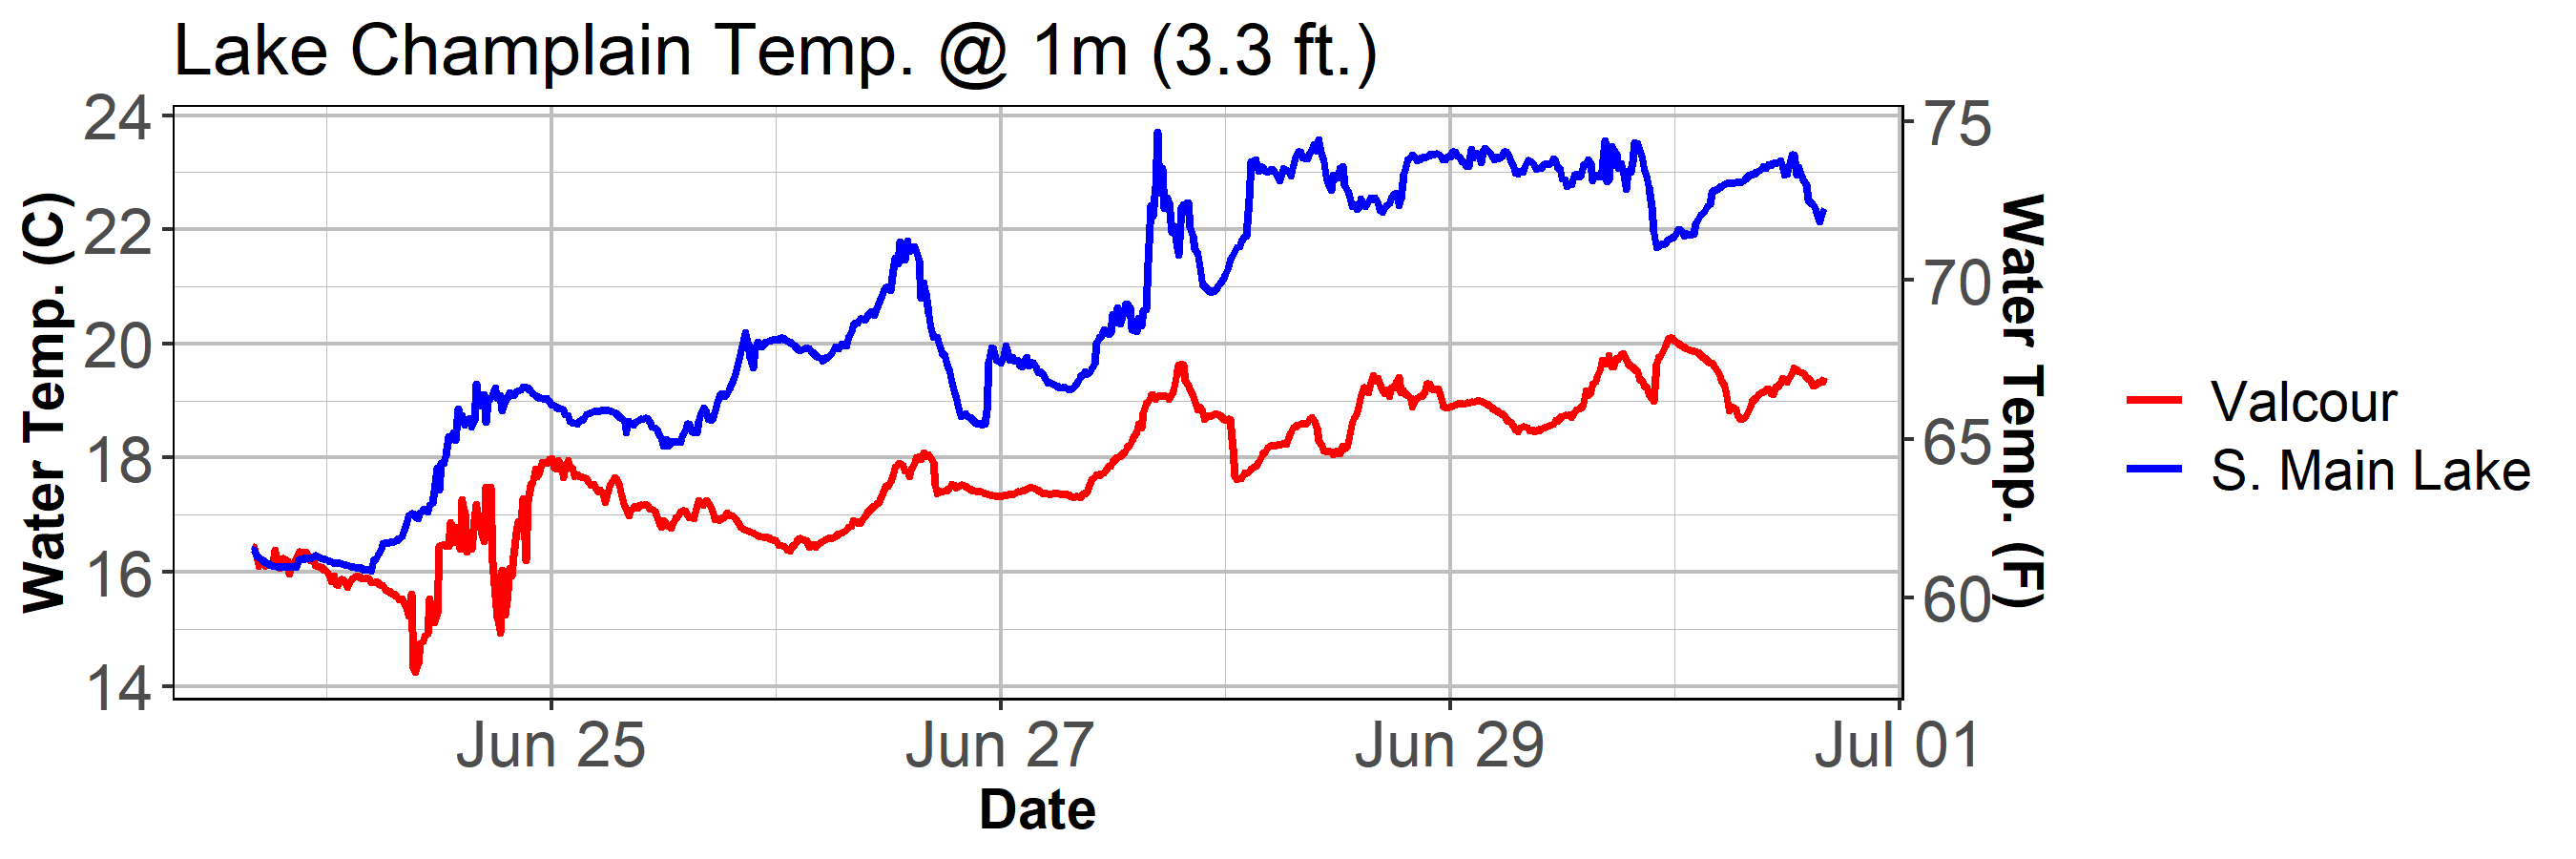 Lake Champlain Temp. @ 1m (3.3 ft.)
Water Temp. (C)
24
22
20
18
16
14
75
70
65
60
Water Temp. (F)
Jun 25
Jun 27
Jun 29
Jul 01
Date
Valcour
S. Main Lake